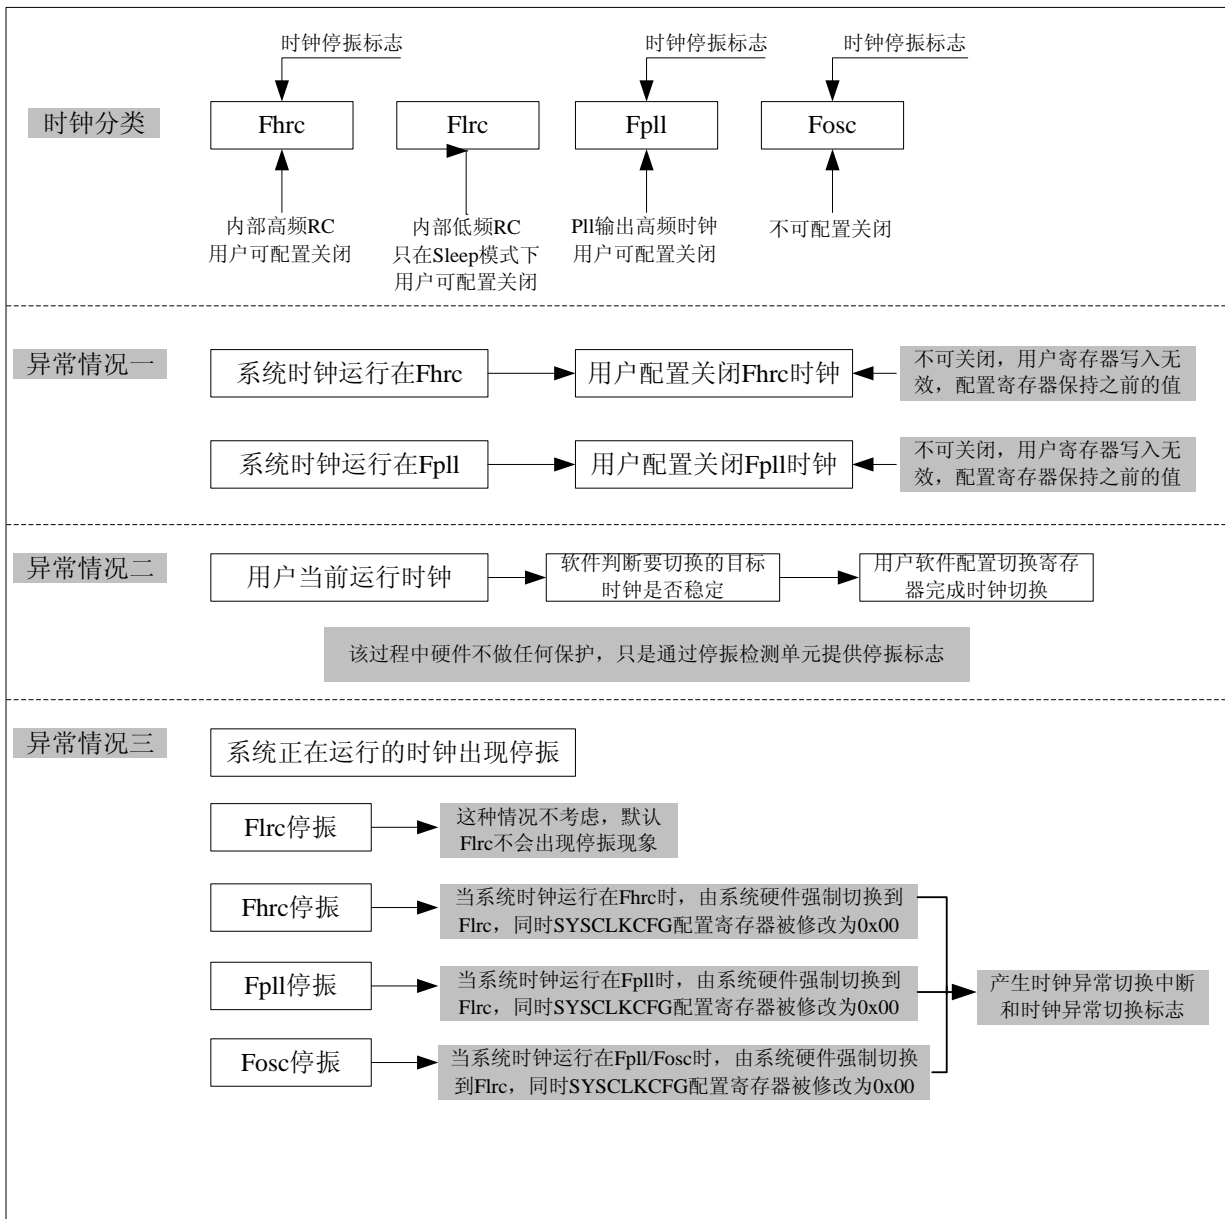 时钟停振标志
时钟停振标志
时钟停振标志
时钟分类
Fhrc
Flrc
Fpll
Fosc
内部高频RC
用户可配置关闭
内部低频RC
只在Sleep模式下
用户可配置关闭
Pll输出高频时钟
用户可配置关闭
不可配置关闭
异常情况一
系统时钟运行在Fhrc
用户配置关闭Fhrc时钟
不可关闭，用户寄存器写入无
效，配置寄存器保持之前的值
系统时钟运行在Fpll
用户配置关闭Fpll时钟
不可关闭，用户寄存器写入无
效，配置寄存器保持之前的值
异常情况二
用户当前运行时钟
软件判断要切换的目标
时钟是否稳定
用户软件配置切换寄存
器完成时钟切换
该过程中硬件不做任何保护，只是通过停振检测单元提供停振标志
异常情况三
系统正在运行的时钟出现停振
Flrc停振
这种情况不考虑，默认
Flrc不会出现停振现象
Fhrc停振
当系统时钟运行在Fhrc时，由系统硬件强制切换到
Flrc，同时SYSCLKCFG配置寄存器被修改为0x00
Fpll停振
当系统时钟运行在Fpll时，由系统硬件强制切换到
Flrc，同时SYSCLKCFG配置寄存器被修改为0x00
产生时钟异常切换中断
和时钟异常切换标志
Fosc停振
当系统时钟运行在Fpll/Fosc时，由系统硬件强制切换
到Flrc，同时SYSCLKCFG配置寄存器被修改为0x00